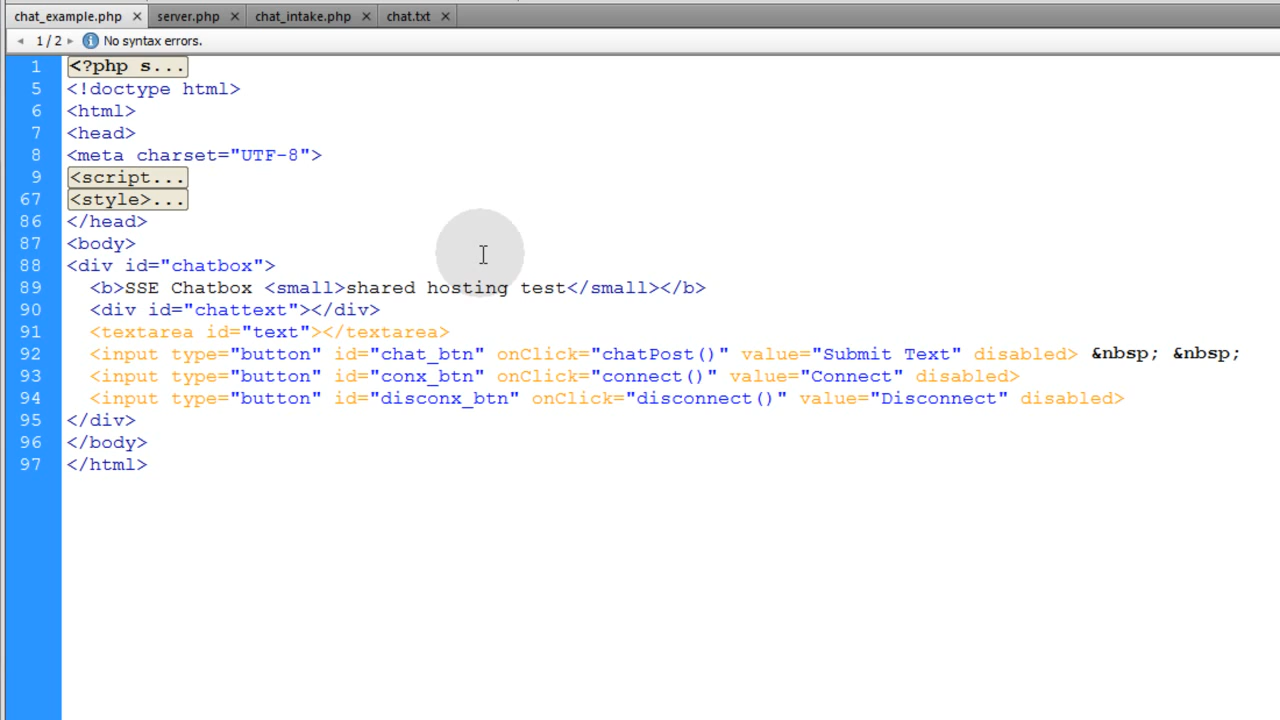 chat_example.php × server.php × chat_intake.php × chat.txt ×
1 / 2 No syntax errors.
1 <?php s...
5 <!doctype html>
6 <html>
7 <head>
8 <meta charset="UTF-8">
9 <script...
67 <style>...
86 </head>
87 <body>
88 <div id="chatbox">
89 <b>SSE Chatbox <small>shared hosting test</small></b>
90 <div id="chattext"></div>
91 <textarea id="text"></textarea>
92 <input type="button" id="chat_btn" onClick="chatPost()" value="Submit Text" disabled> &nbsp; &nbsp;
93 <input type="button" id="conx_btn" onClick="connect()" value="Connect" disabled>
94 <input type="button" id="disconx_btn" onClick="disconnect()" value="Disconnect" disabled>
95 </div>
96 </body>
97 </html>